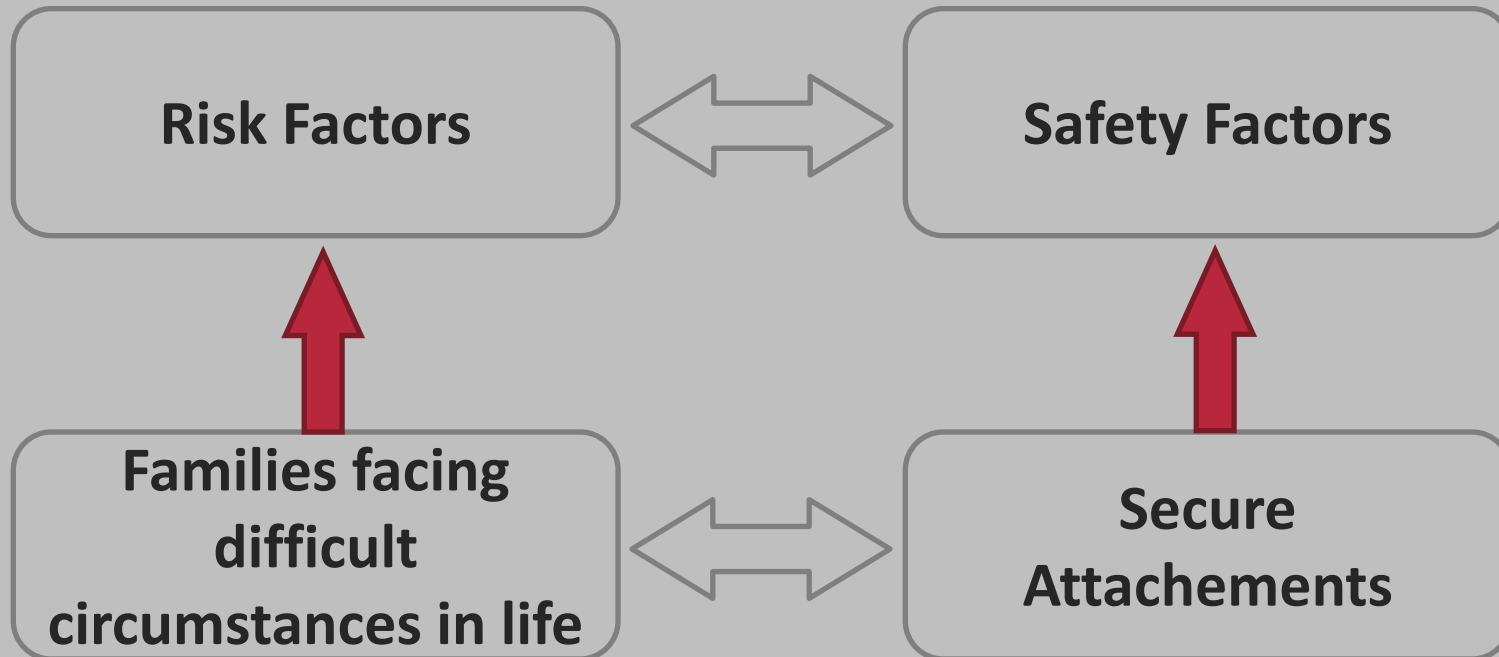 Risk Factors
Safety Factors
Families facing
difficult
circumstances in life
Secure
Attachements